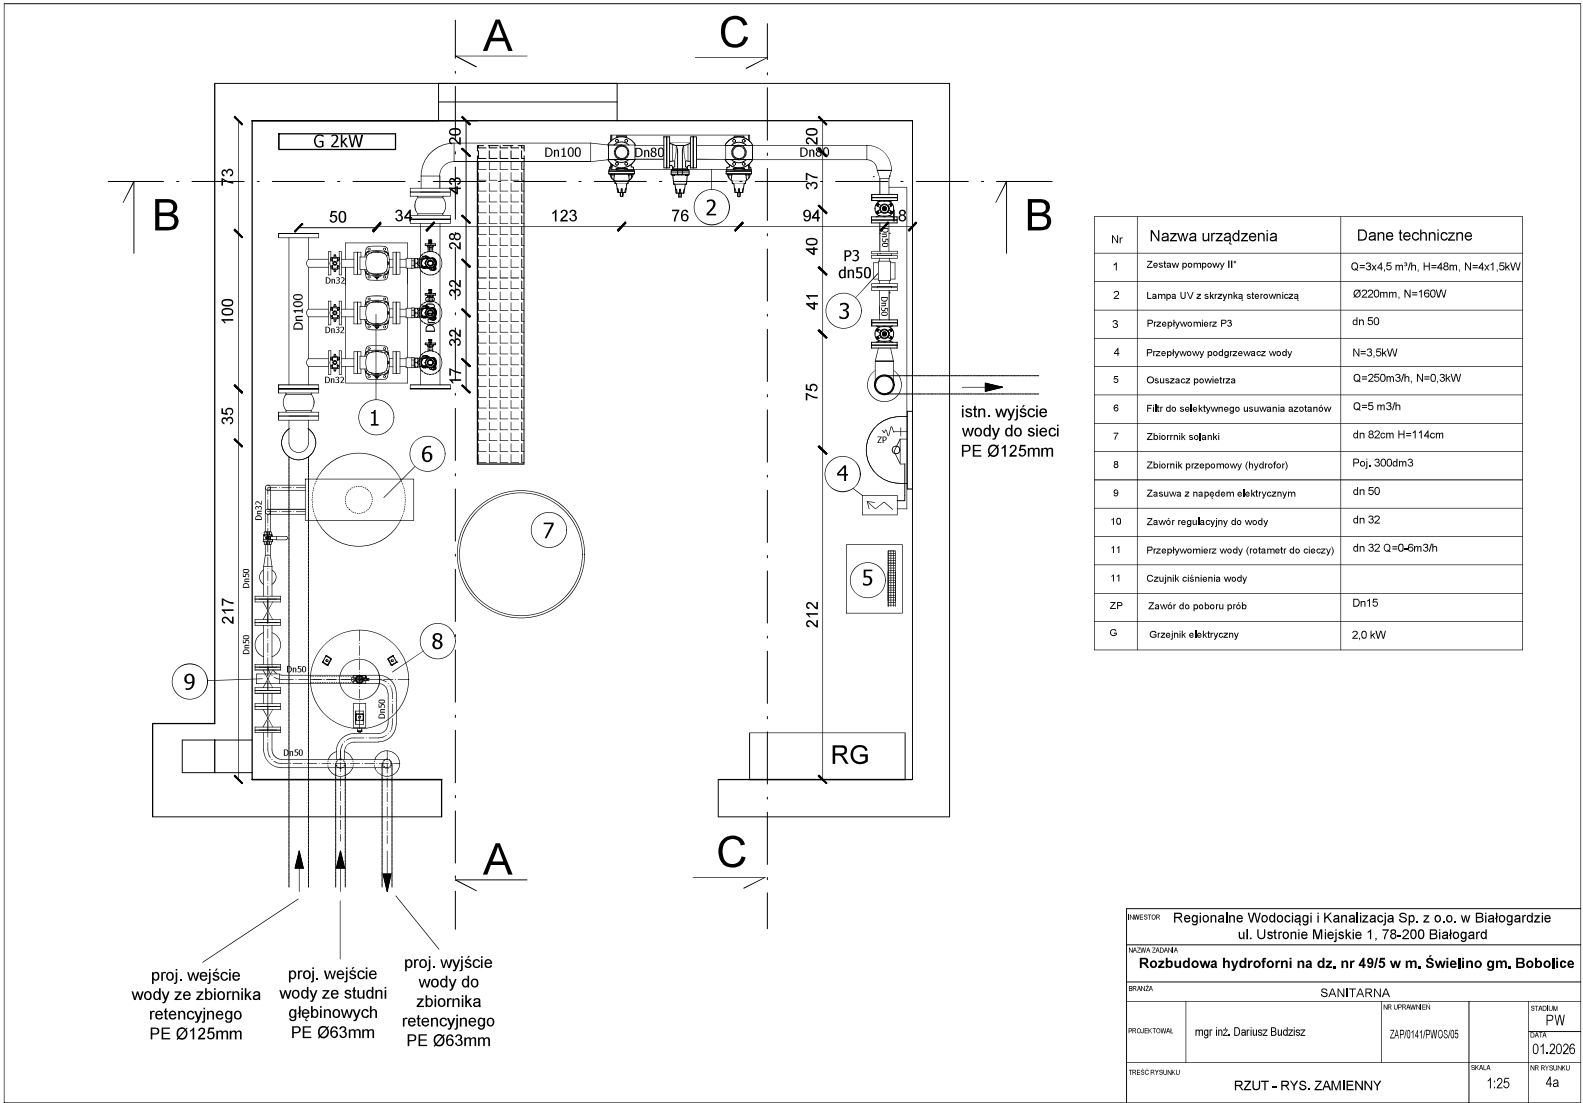 A
C
G 2kW
20
Dn100
Dn80
Dn80
20
73
43
37
B
B
50
34
123
76
2
94
18
28
40
P3
dn50
Dn50
Dn32
Dn100
100
32
41
3
Dn50
Dn32
32
Dn32
17
1
35
75
istn. wyjście
wody do sieci
PE Ø125mm
ZP
6
4
Dn32
7
5
Dn50
217
212
8
Dn50
Dn50
9
Dn50
Dn50
RG
A
C
proj. wejście
wody ze zbiornika
retencyjnego
PE Ø125mm
proj. wejście
wody ze studni
głębinowych
PE Ø63mm
proj. wyjście
wody do
zbiornika
retencyjnego
PE Ø63mm
Nr Nazwa urządzenia Dane techniczne
1 Zestaw pompowy II° Q=3x4,5 m³/h, H=48m, N=4x1,5kW
2 Lampa UV z skrzynką sterowniczą Ø220mm, N=160W
3 Przepływomierz P3 dn 50
4 Przepływowy podgrzewacz wody N=3,5kW
5 Osuszacz powietrza Q=250m3/h, N=0,3kW
6 Filtr do selektywnego usuwania azotanów Q=5 m3/h
7 Zbiorrnik solanki dn 82cm H=114cm
8 Zbiornik przepomowy (hydrofor) Poj. 300dm3
9 Zasuwa z napędem elektrycznym dn 50
10 Zawór regulacyjny do wody dn 32
11 Przepływomierz wody (rotametr do cieczy) dn 32 Q=0-6m3/h
11 Czujnik ciśnienia wody
ZP Zawór do poboru prób Dn15
G Grzejnik elektryczny 2,0 kW
INWESTOR Regionalne Wodociągi i Kanalizacja Sp. z o.o. w Białogardzie
ul. Ustronie Miejskie 1, 78-200 Białogard
NAZWA ZADANIA
Rozbudowa hydroforni na dz. nr 49/5 w m. Świelino gm. Bobolice
BRANŻA SANITARNA
PROJEKTOWAŁ mgr inż. Dariusz Budzisz
NR UPRAWNIEŃ
ZAP/0141/PWOS/05
STADIUM
PW
DATA
01.2026
TREŚĆ RYSUNKU
RZUT - RYS. ZAMIENNY
SKALA
1:25
NR RYSUNKU
4a